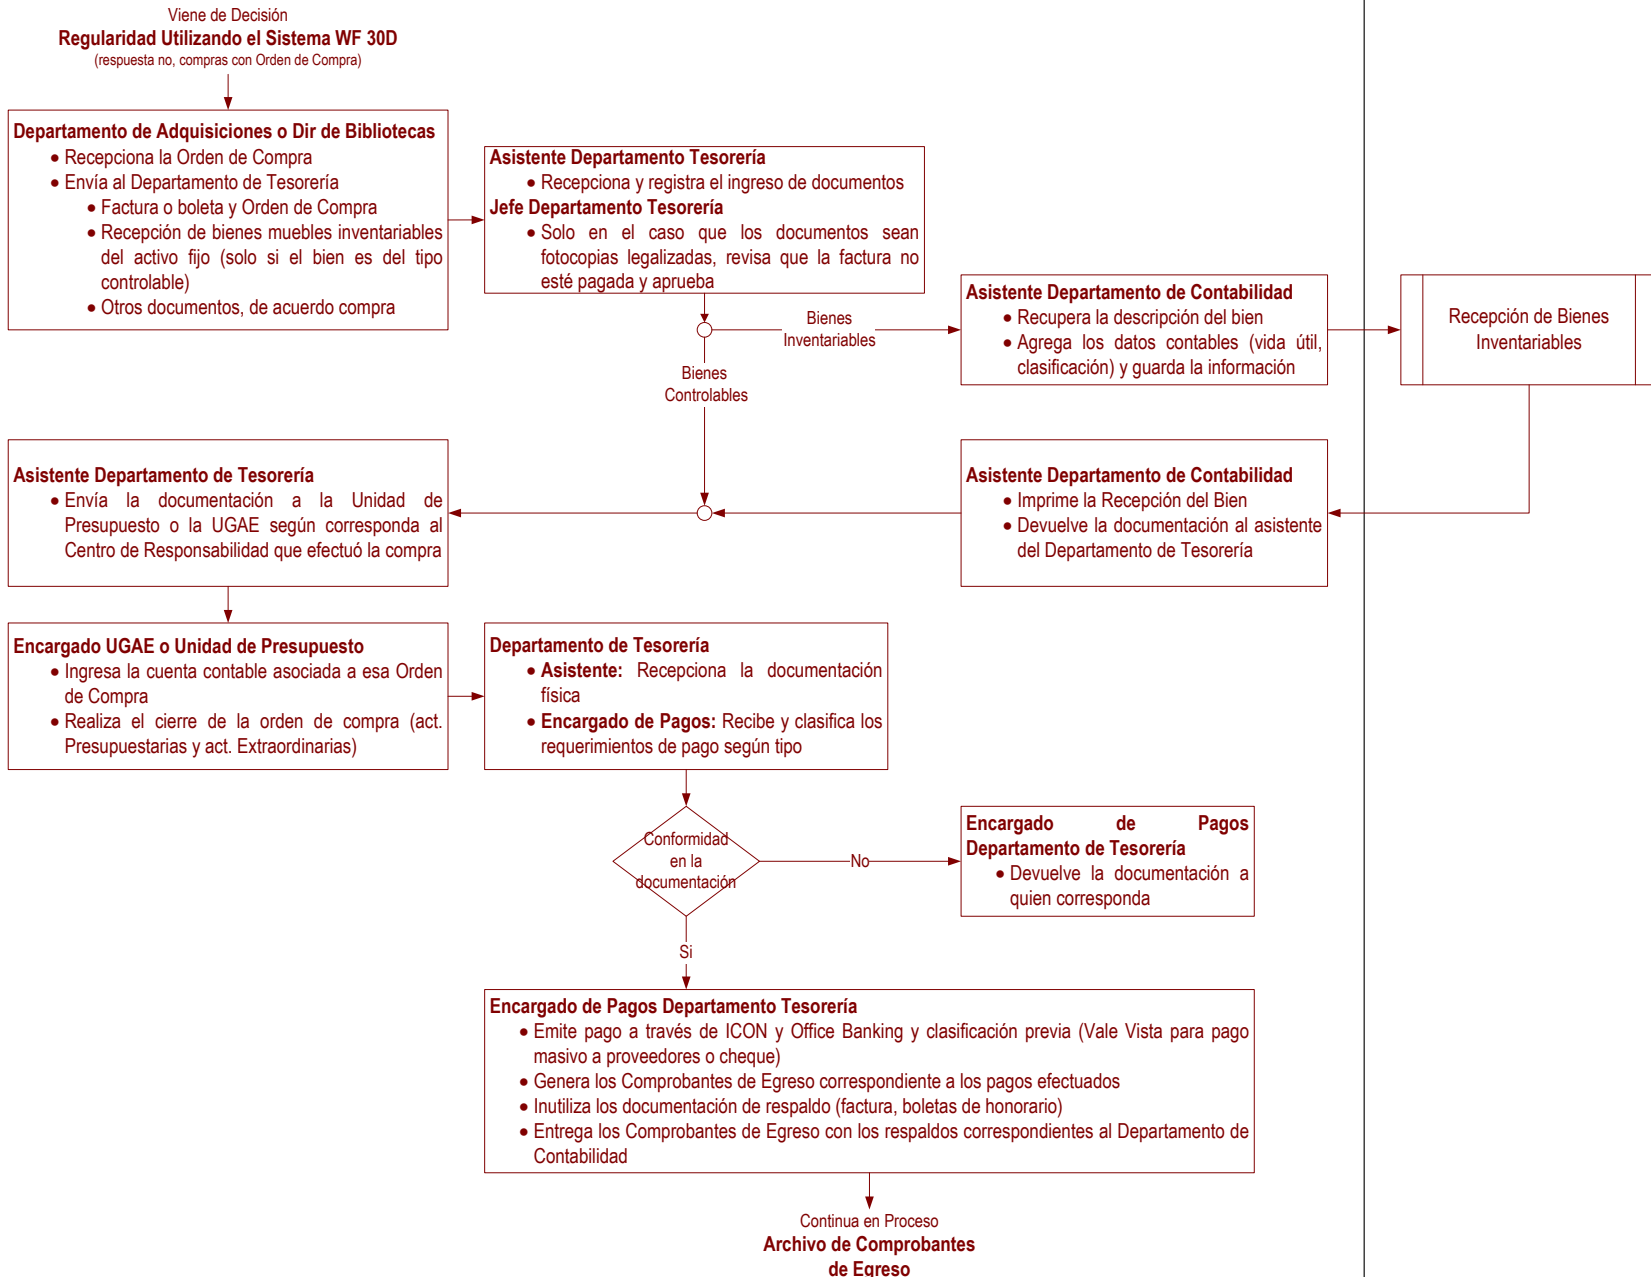 Viene de Decisión
Regularidad Utilizando el Sistema WF 30D
(respuesta no, compras con Orden de Compra)
Departamento de Adquisiciones o Dir de Bibliotecas
• Recepciona la Orden de Compra
• Envía al Departamento de Tesorería
• Factura o boleta y Orden de Compra
• Recepción de bienes muebles inventariables
del activo fijo (solo si el bien es del tipo
controlable)
• Otros documentos, de acuerdo compra
Asistente Departamento Tesorería
• Recepciona y registra el ingreso de documentos
Jefe Departamento Tesorería
• Solo en el caso que los documentos sean
fotocopias legalizadas, revisa que la factura no
esté pagada y aprueba
Bienes
Inventariables
Bienes
Controlables
Asistente Departamento de Contabilidad
• Recupera la descripción del bien
• Agrega los datos contables (vida útil,
clasificación) y guarda la información
Recepción de Bienes
Inventariables
Asistente Departamento de Contabilidad
• Imprime la Recepción del Bien
• Devuelve la documentación al asistente
del Departamento de Tesorería
Asistente Departamento de Tesorería
• Envía la documentación a la Unidad de
Presupuesto o la UGAE según corresponda al
Centro de Responsabilidad que efectuó la compra
Encargado UGAE o Unidad de Presupuesto
• Ingresa la cuenta contable asociada a esa Orden
de Compra
• Realiza el cierre de la orden de compra (act.
Presupuestarias y act. Extraordinarias)
Departamento de Tesorería
• Asistente: Recepciona la documentación
física
• Encargado de Pagos: Recibe y clasifica los
requerimientos de pago según tipo
Conformidad
en la
documentación
No
Encargado de Pagos
Departamento de Tesorería
• Devuelve la documentación a
quien corresponda
Si
Encargado de Pagos Departamento Tesorería
• Emite pago a través de ICON y Office Banking y clasificación previa (Vale Vista para pago
masivo a proveedores o cheque)
• Genera los Comprobantes de Egreso correspondiente a los pagos efectuados
• Inutiliza los documentación de respaldo (factura, boletas de honorario)
• Entrega los Comprobantes de Egreso con los respaldos correspondientes al Departamento de
Contabilidad
Continua en Proceso
Archivo de Comprobantes
de Egreso